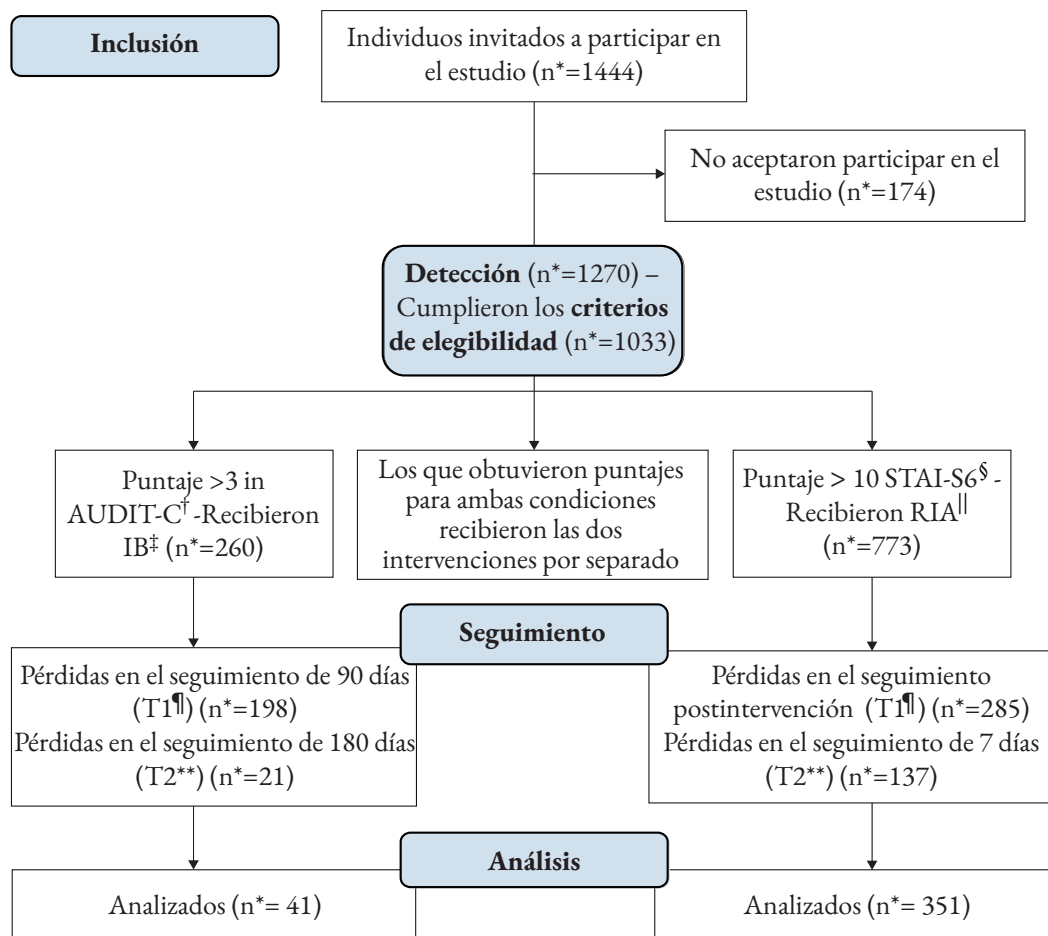 Inclusión
Individuos invitados a participar en
el estudio (n*=1444)
No aceptaron participar en el
estudio (n*=174)
Detección (n*=1270) –
Cumplieron los criterios
de elegibilidad (n*=1033)
Puntaje >3 in
AUDIT-C† -Recibieron
IB‡ (n*=260)
Los que obtuvieron puntajes
para ambas condiciones
recibieron las dos
intervenciones por separado
Puntaje > 10 STAI-S6§ -
Recibieron RIA||
(n*=773)
Seguimiento
Pérdidas en el seguimiento de 90 días
(T1¶) (n*=198)
Pérdidas en el seguimiento de 180 días
(T2**) (n*=21)
Pérdidas en el seguimiento
postintervención (T1¶) (n*=285)
Pérdidas en el seguimiento de 7 días
(T2**) (n*=137)
Análisis
Analizados (n*= 41)
Analizados (n*= 351)